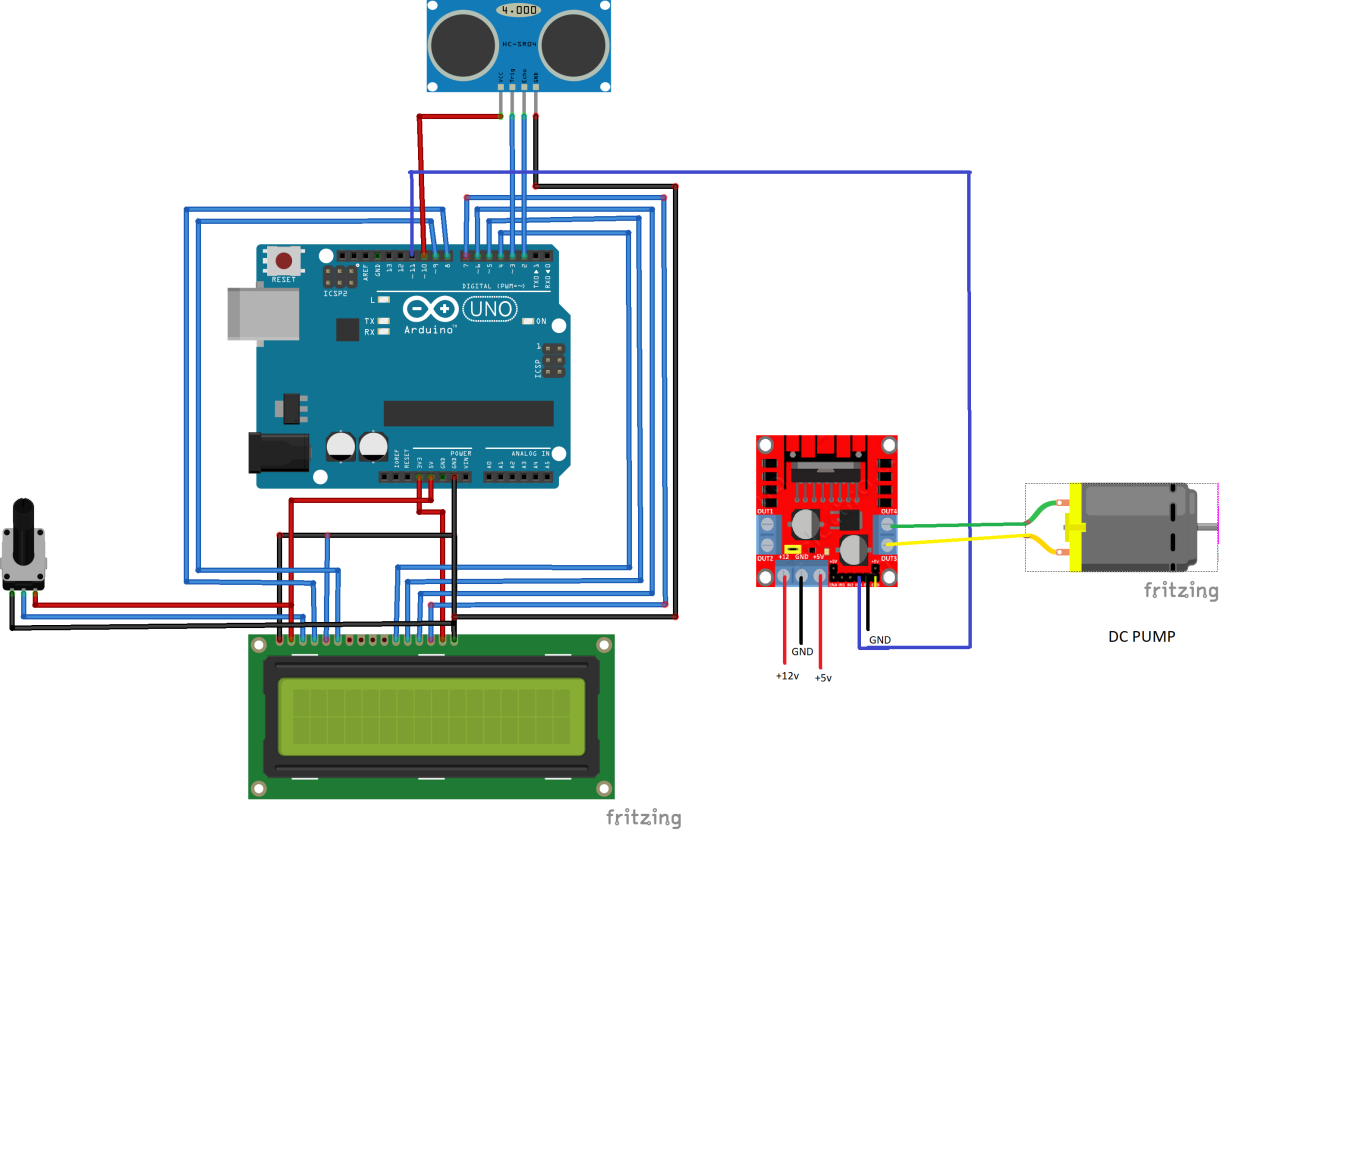 4.000
HC-SR04
VCC
Trig
Echo
GND
RESET
ICSP2
AREF
GND
13
12
~11
~10
~9
8
7
~6
~5
4
~3
2
TXD▶1
RXD◀0
DIGITAL (PWM=~)
L
TX
RX
Arduino™
UNO
ON
1
ICSP
IOREF
RESET
3V3
5V
GND
GND
VIN
POWER
ANALOG IN
A0
A1
A2
A3
A4
A5
OUT1
OUT2
OUT4
OUT3
+12
GND
+5V
GND
GND
+12v
+5v
fritzing
DC PUMP
fritzing